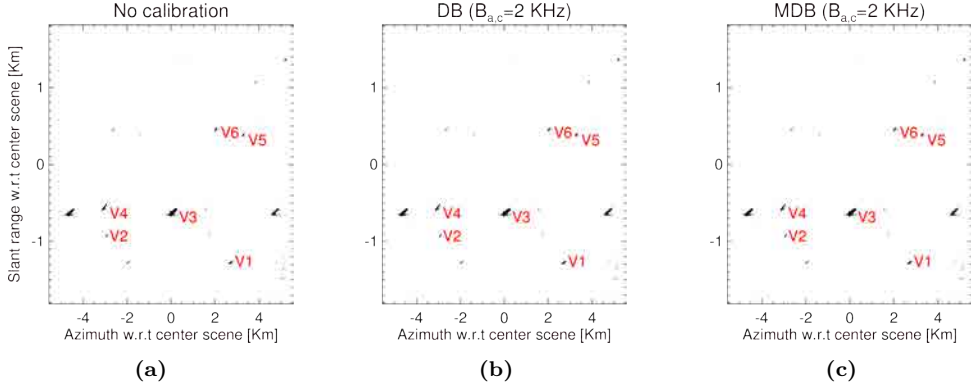 No calibration
DB (B_{a,c}=2 KHz)
MDB (B_{a,c}=2 KHz)
Slant range w.r.t center scene [Km]
1
0
-1
V6
V5
V4
V3
V2
V1
-4 -2 0 2 4
Azimuth w.r.t center scene [Km]
(a)
1
0
-1
V6
V5
V4
V3
V2
V1
-4 -2 0 2 4
Azimuth w.r.t center scene [Km]
(b)
1
0
-1
V6
V5
V4
V3
V2
V1
-4 -2 0 2 4
Azimuth w.r.t center scene [Km]
(c)